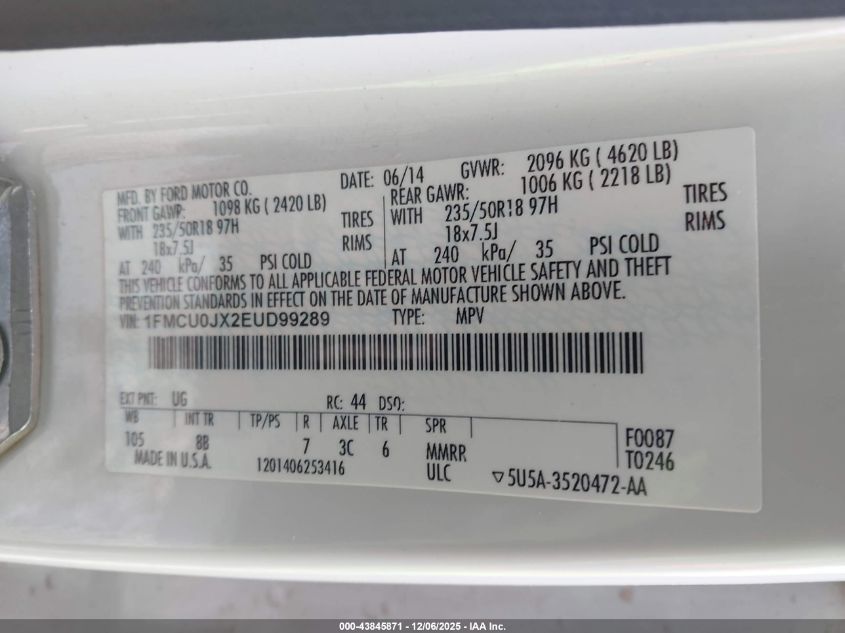 MFD. BY FORD MOTOR CO.
DATE: 06/14 GVWR: 2096 KG ( 4620 LB)
FRONT GAWR: 1098 KG ( 2420 LB) REAR GAWR: 1006 KG ( 2218 LB)
WITH 235/50R18 97H TIRES WITH 235/50R18 97H TIRES
18x7.5J RIMS 18x7.5J RIMS
AT 240 kPa/ 35 PSI COLD AT 240 kPa/ 35 PSI COLD
THIS VEHICLE CONFORMS TO ALL APPLICABLE FEDERAL MOTOR VEHICLE SAFETY AND THEFT
PREVENTION STANDARDS IN EFFECT ON THE DATE OF MANUFACTURE SHOWN ABOVE.
VIN: 1FMCU0JX2EUD99289 TYPE: MPV
EXT PNT: UG RC: 44 DSO:
WB INT TR TP/PS R AXLE TR SPR
105 8B 7 3C 6 MMRR F0087
MADE IN U.S.A. 1201406253416 ULC T0246
▽5U5A-3520472-AA
000-43845871 - 12/06/2025 - IAA Inc.